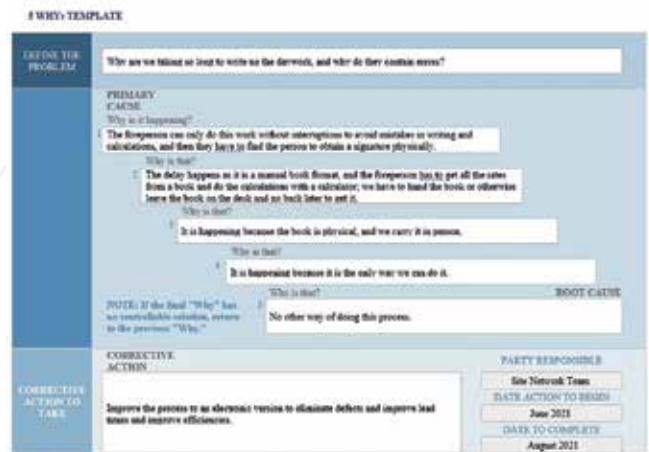 5 WHYs TEMPLATE
DEFINE THE
PROBLEM
Why are we taking so long to write up the daywork, and why do they contain errors?
PRIMARY
CAUSE
Why is it happening?
1
The foreperson can only do this work without interruptions to avoid mistakes in writing and
calculations, and then they have to find the person to obtain a signature physically.
Why is that?
2
The delay happens as it is a manual book format, and the foreperson has to get all the rates
from a book and do the calculations with a calculator; we have to hand the book or otherwise
leave the book on the desk and go back later to get it.
Why is that?
3
It is happening because the book is physical, and we carry it in person.
Why is that?
4
It is happening because it is the only way we can do it.
Why is that?
ROOT CAUSE
NOTE: If the final "Why" has
no controllable solution, return
to the previous "Why."
5
No other way of doing this process.
CORRECTIVE
ACTION TO
TAKE
CORRECTIVE
ACTION
Improve the process to an electronic version to eliminate defects and improve lead
times and improve efficiencies.
PARTY RESPONSIBLE
Site Network Team
DATE ACTION TO BEGIN
June 2021
DATE TO COMPLETE
August 2021